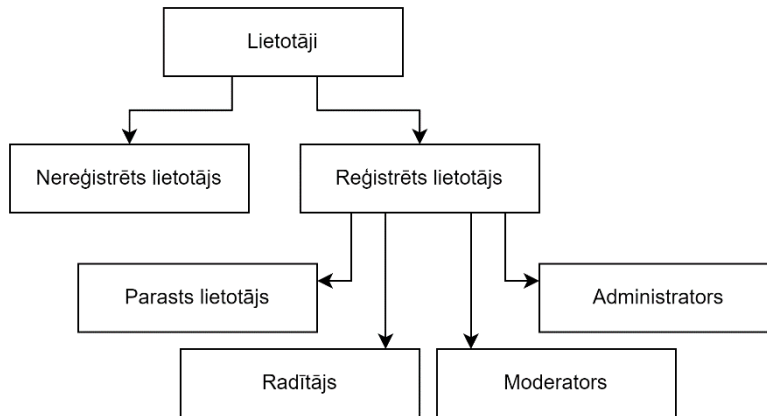 Lietotāji
Nereģistrēts lietotājs
Reģistrēts lietotājs
Parasts lietotājs
Administrators
Radītājs
Moderators